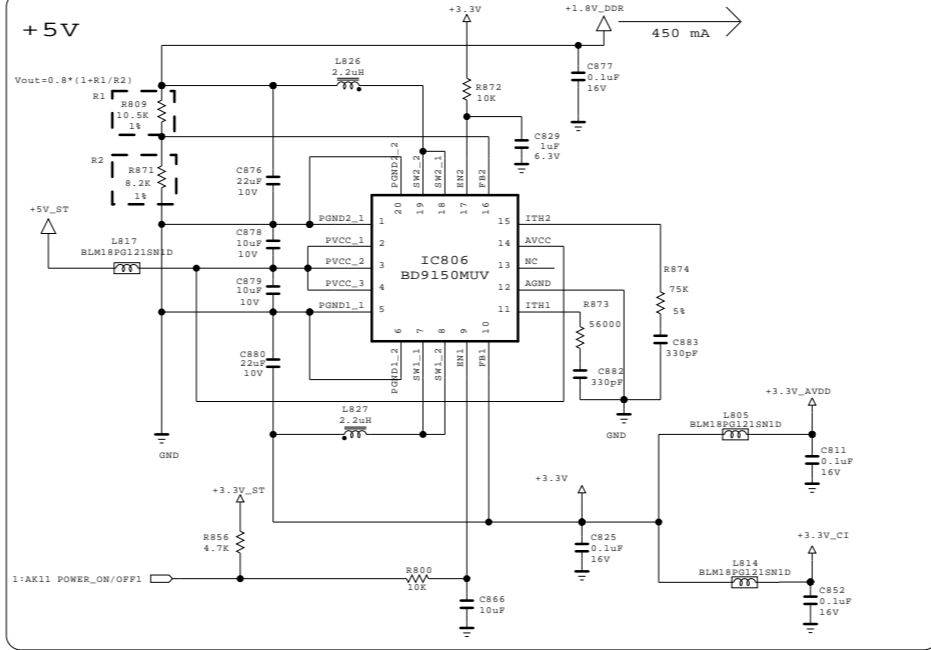 +5V
+3.3V
+1.8V_DDR
450 mA
L826
2.2uH
C877
0.1uF
16V
Vout=0.8*(1+R1/R2)
R1
R809
10.5K
1%
R872
10K
C829
1uF
6.3V
R2
R871
8.2K
1%
C876
22uF
10V
PGND2_2
SW2_2
SW2_1
EN2
FB2
20
19
18
17
16
+5V_ST
L817
BLM18PG121SN1D
C878
10uF
10V
C879
10uF
10V
PGND2_1
PVCC_1
PVCC_2
PVCC_3
PGND1_1
1
2
3
4
5
IC806
BD9150MUV
15
14
13
12
11
ITH2
AVCC
NC
AGND
ITH1
R874
75K
5%
R873
56000
C883
330pF
C882
330pF
6
7
8
9
10
PGND1_2
SW1_1
SW1_2
EN1
FB1
C880
22uF
10V
L827
2.2uH
GND
GND
+3.3V_AVDD
L805
BLM18PG121SN1D
C811
0.1uF
16V
+3.3V_ST
+3.3V
R856
4.7K
C825
0.1uF
16V
+3.3V_CI
L814
BLM18PG121SN1D
1:AK11 POWER_ON/OFF1
R800
10K
C866
10uF
C852
0.1uF
16V